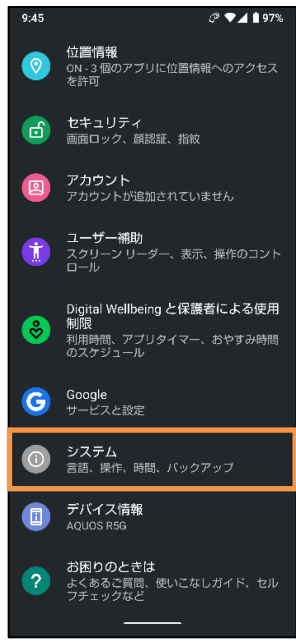 9:45
97%
位置情報
ON - 3 個のアプリに位置情報へのアクセス
を許可
セキュリティ
画面ロック、顔認証、指紋
アカウント
アカウントが追加されていません
ユーザー補助
スクリーン リーダー、表示、操作のコント
ロール
Digital Wellbeing と保護者による使用
制限
利用時間、アプリタイマー、おやすみ時間
のスケジュール
Google
サービスと設定
システム
言語、操作、時間、バックアップ
デバイス情報
AQUOS R5G
お困りのときは
よくあるご質問、使いこなしガイド、セル
フチェックなど